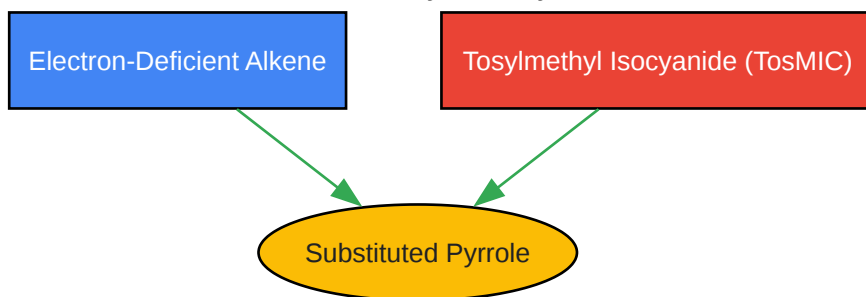 Electron-Deficient Alkene
Tosylmethyl Isocyanide (TosMIC)
Substituted Pyrrole